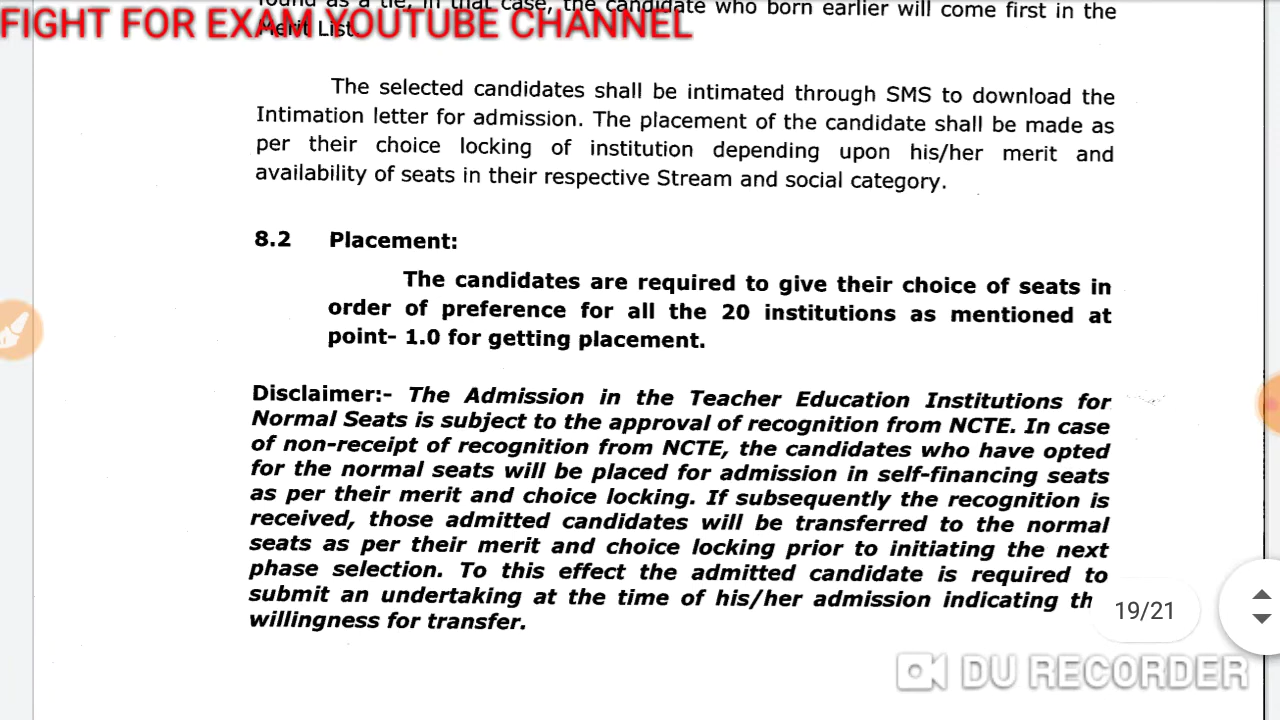 found as a tie, in that case, the candidate who born earlier will come first in the
FIGHT FOR EXAM YOUTUBE CHANNEL
Merit List.
The selected candidates shall be intimated through SMS to download the
Intimation letter for admission. The placement of the candidate shall be made as
per their choice locking of institution depending upon his/her merit and
availability of seats in their respective Stream and social category.
8.2 Placement:
The candidates are required to give their choice of seats in
order of preference for all the 20 institutions as mentioned at
point- 1.0 for getting placement.
Disclaimer:- The Admission in the Teacher Education Institutions for
Normal Seats is subject to the approval of recognition from NCTE. In case
of non-receipt of recognition from NCTE, the candidates who have opted
for the normal seats will be placed for admission in self-financing seats
as per their merit and choice locking. If subsequently the recognition is
received, those admitted candidates will be transferred to the normal
seats as per their merit and choice locking prior to initiating the next
phase selection. To this effect the admitted candidate is required to
submit an undertaking at the time of his/her admission indicating th
willingness for transfer.
19/21
DU RECORDER